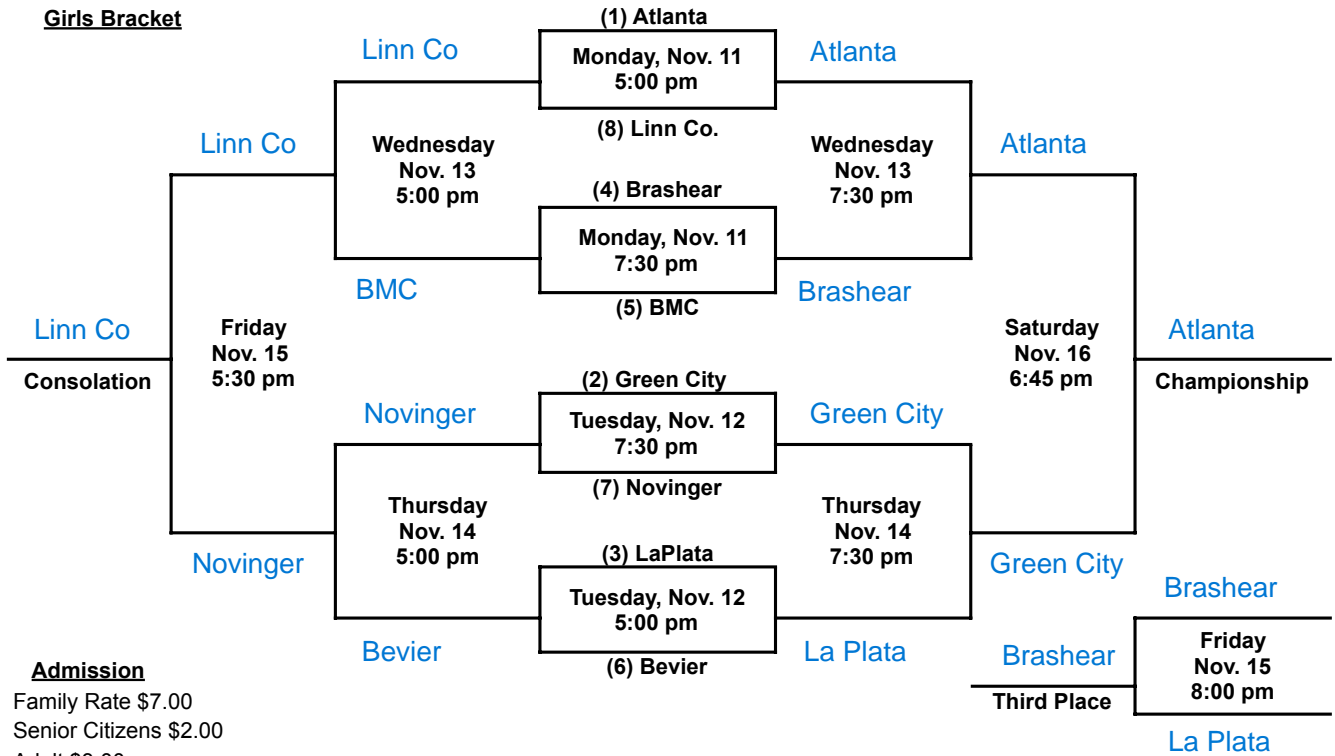 Girls Bracket
(1) Atlanta
Linn Co
Monday, Nov. 11
5:00 pm
Atlanta
(8) Linn Co.
Linn Co
Wednesday
Nov. 13
5:00 pm
Wednesday
Nov. 13
7:30 pm
Atlanta
(4) Brashear
Monday, Nov. 11
7:30 pm
BMC
(5) BMC
Brashear
Linn Co
Consolation
Friday
Nov. 15
5:30 pm
Saturday
Nov. 16
6:45 pm
Atlanta
Championship
(2) Green City
Novinger
Tuesday, Nov. 12
7:30 pm
Green City
(7) Novinger
Thursday
Nov. 14
5:00 pm
Thursday
Nov. 14
7:30 pm
Novinger
(3) LaPlata
Green City
Tuesday, Nov. 12
5:00 pm
Bevier
(6) Bevier
La Plata
Brashear
Brashear
Third Place
Friday
Nov. 15
8:00 pm
La Plata
Admission
Family Rate $7.00
Senior Citizens $2.00